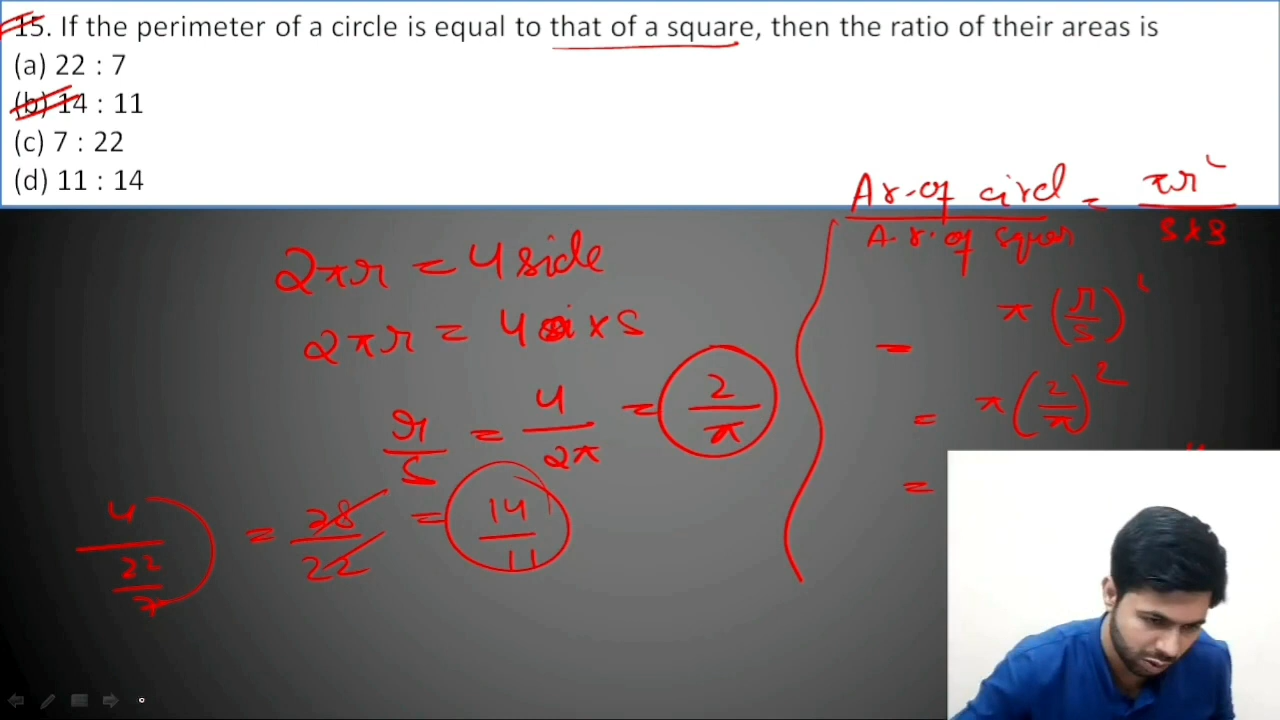 15. If the perimeter of a circle is equal to that of a square, then the ratio of their areas is
(a) 22 : 7
(b) 14 : 11
(c) 7 : 22
(d) 11 : 14
2πr = 4 side
2πr = 4 × s
r/s = 4/2π = 2/π
4/(22/7) = 28/22 = 14/11
Ar. of circl / Ar. of squar = πr² / s×s
= π (r/s)²
= π (2/π)²
=